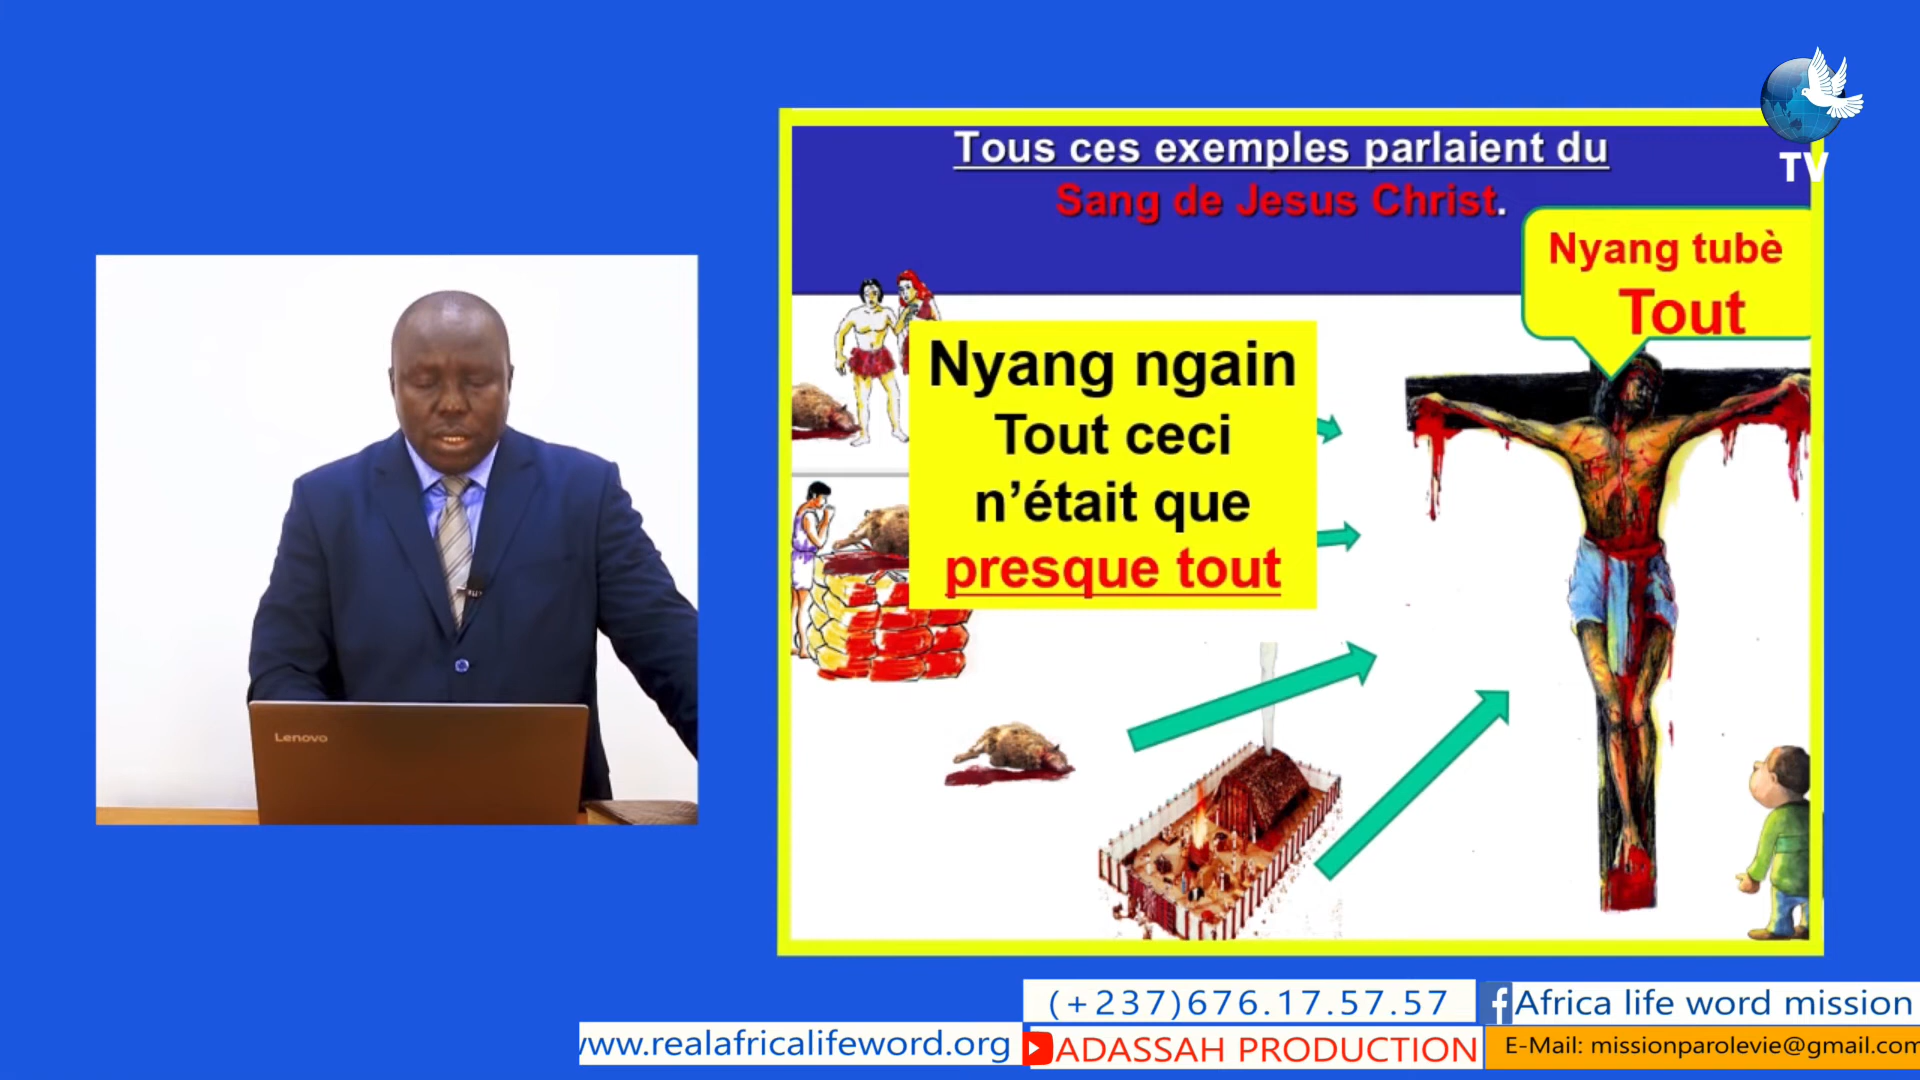 TV
Tous ces exemples parlaient du
Sang de Jesus Christ.
Nyang tubè
Tout
Nyang ngain
Tout ceci
n’était que
presque tout
Lenovo
(+237)676.17.57.57
Africa life word mission
www.realafricalifeword.org
ADASSAH PRODUCTION
E-Mail: missionparolevie@gmail.com